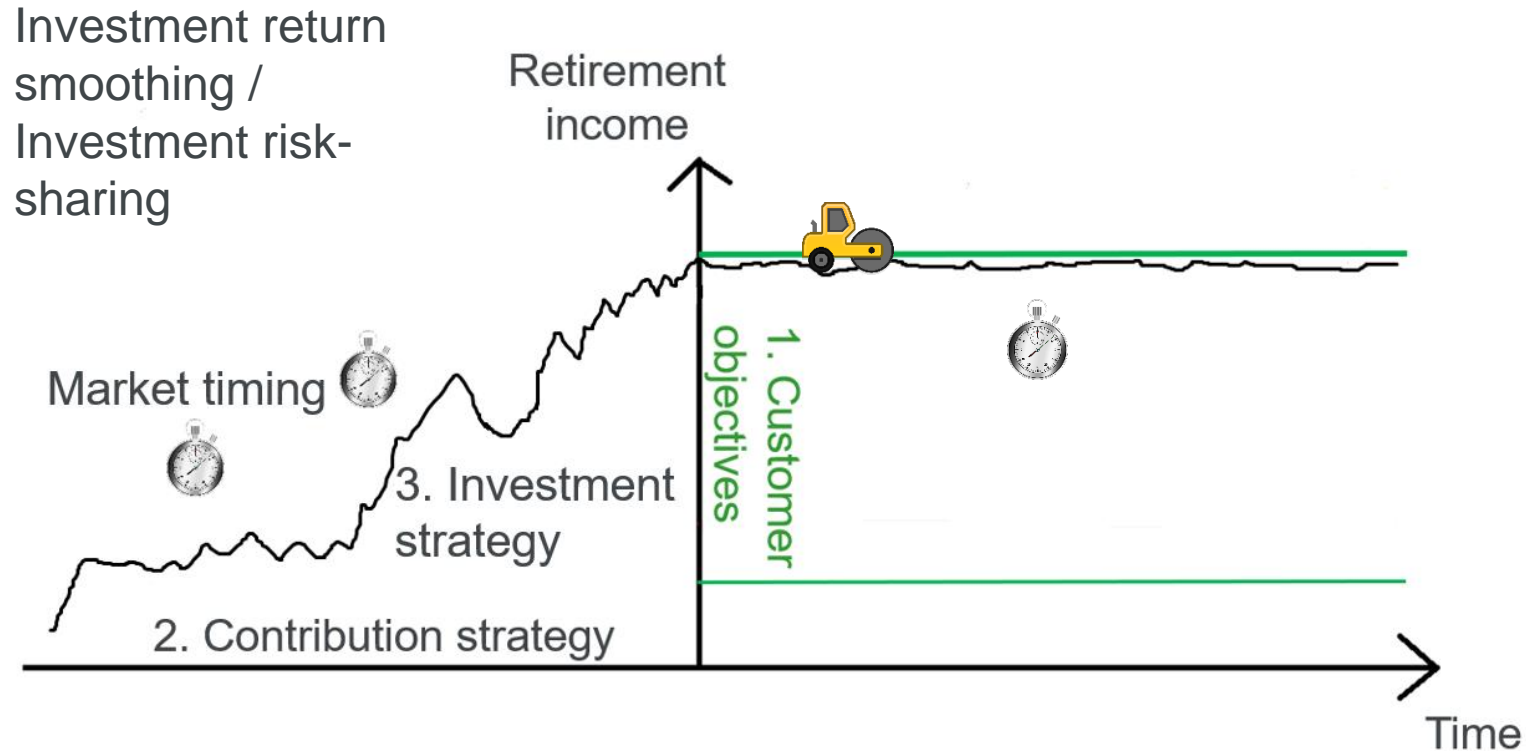 Investment return
smoothing /
Investment risk-
sharing
Retirement
income
Market timing
3. Investment
strategy
1. Customer
objectives
2. Contribution strategy
Time